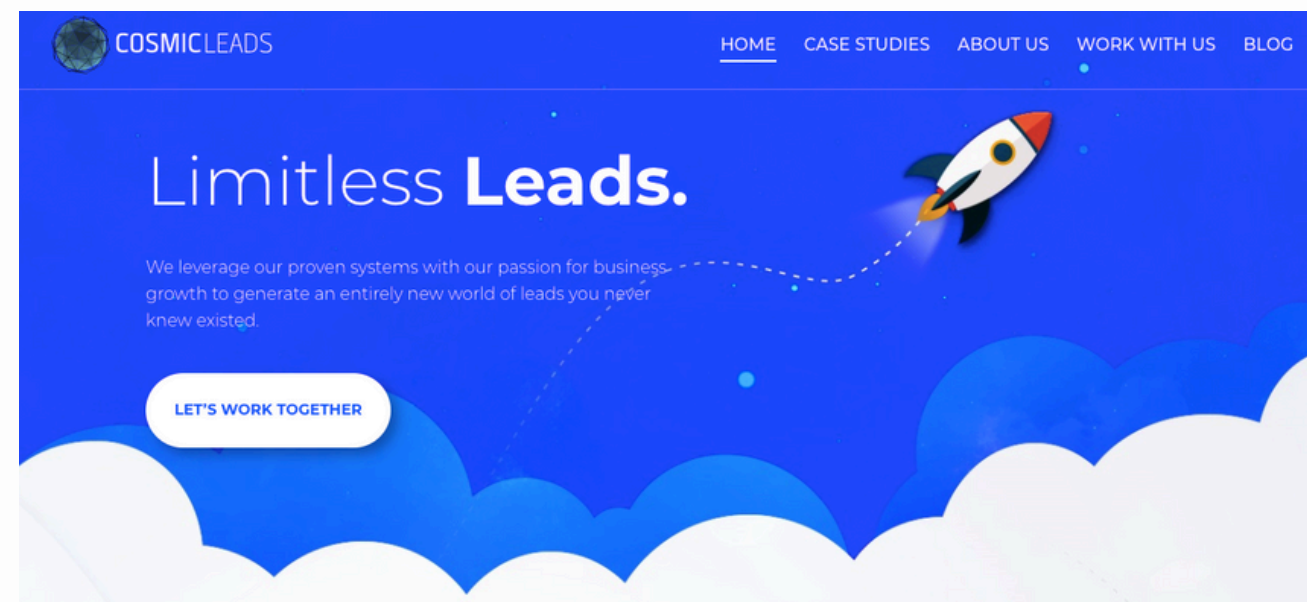 COSMICLEADS
HOME CASE STUDIES ABOUT US WORK WITH US BLOG
Limitless Leads.
We leverage our proven systems with our passion for business
growth to generate an entirely new world of leads you never
knew existed.
LET’S WORK TOGETHER